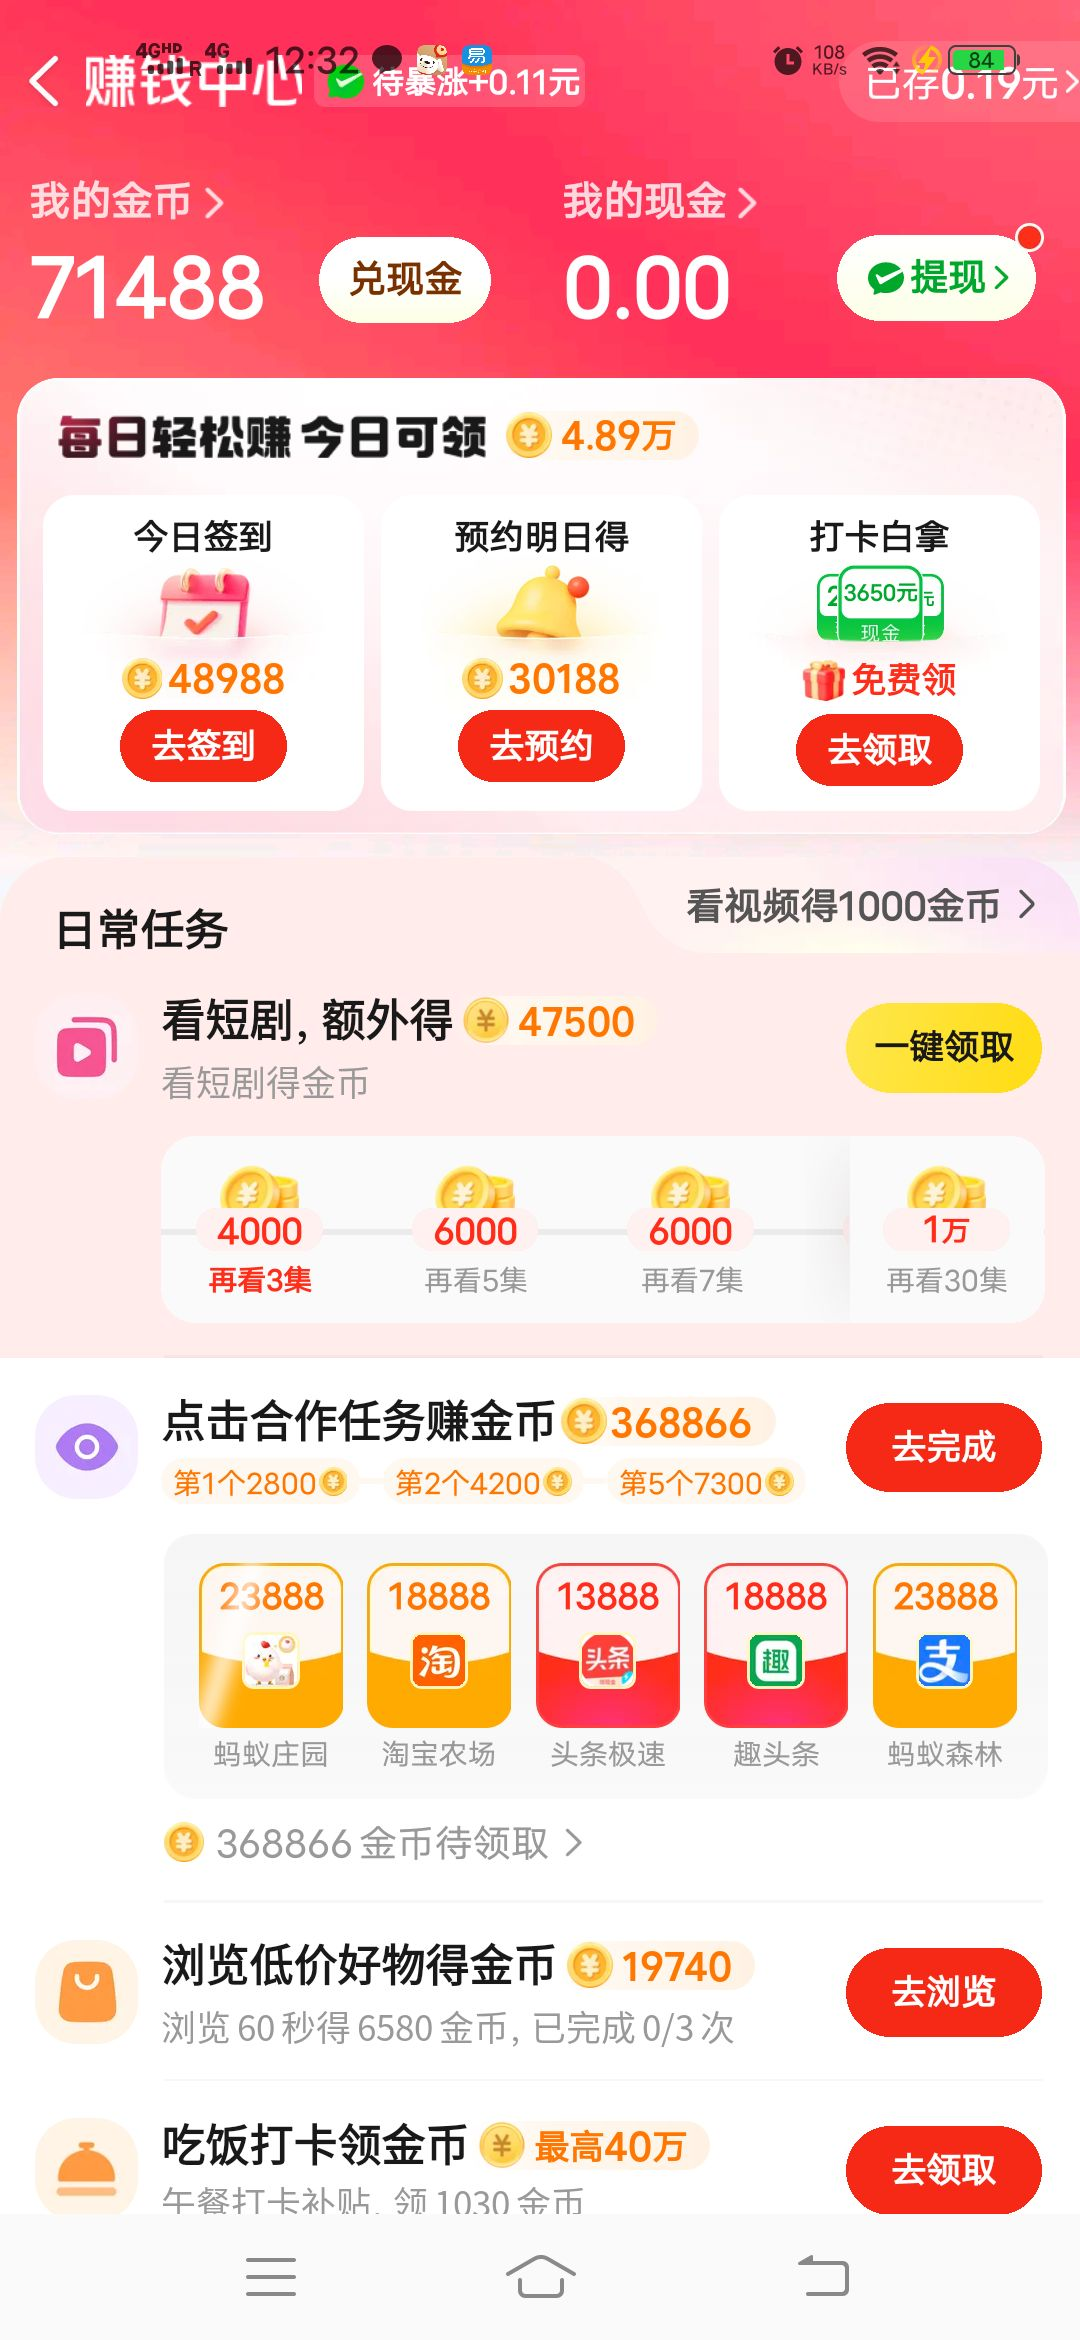 4GHD R 4G 12:32 易 108 KB/s 84
赚钱中心 待暴涨+0.11元 已存0.19元
我的金币 我的现金
71488 兑现金 0.00 提现
每日轻松赚 今日可领 4.89万
今日签到 预约明日得 打卡白拿
3650元 元
现金
48988 30188 免费领
去签到 去预约 去领取
日常任务 看视频得1000金币
看短剧，额外得 47500 一键领取
看短剧得金币
4000 6000 6000 1万
再看3集 再看5集 再看7集 再看30集
点击合作任务赚金币 368866 去完成
第1个2800 第2个4200 第5个7300
23888 18888 13888 18888 23888
淘 头条 趣 支
蚂蚁庄园 淘宝农场 头条极速 趣头条 蚂蚁森林
368866 金币待领取
浏览低价好物得金币 19740 去浏览
浏览 60 秒得 6580 金币，已完成 0/3 次
吃饭打卡领金币 最高40万 去领取
午餐打卡补贴，领 1030 金币